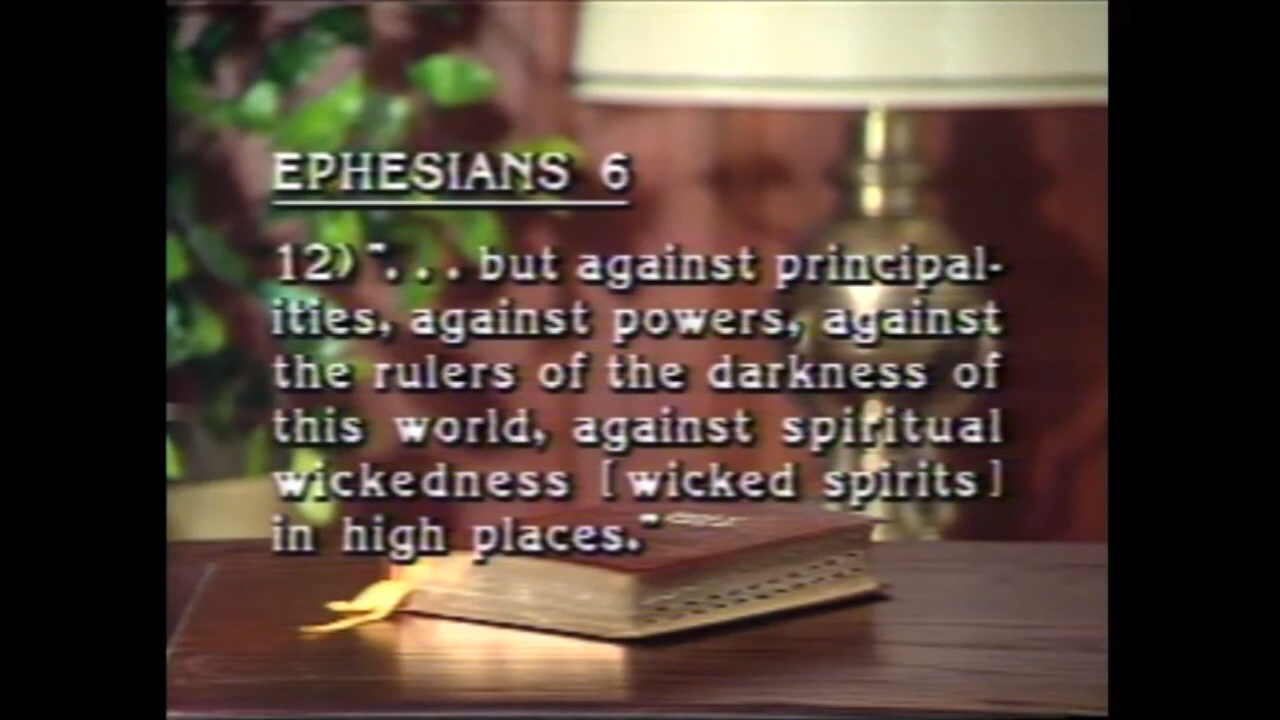 EPHESIANS 6
12) ". . . but against principal-
ities, against powers, against
the rulers of the darkness of
this world, against spiritual
wickedness [wicked spirits]
in high places."